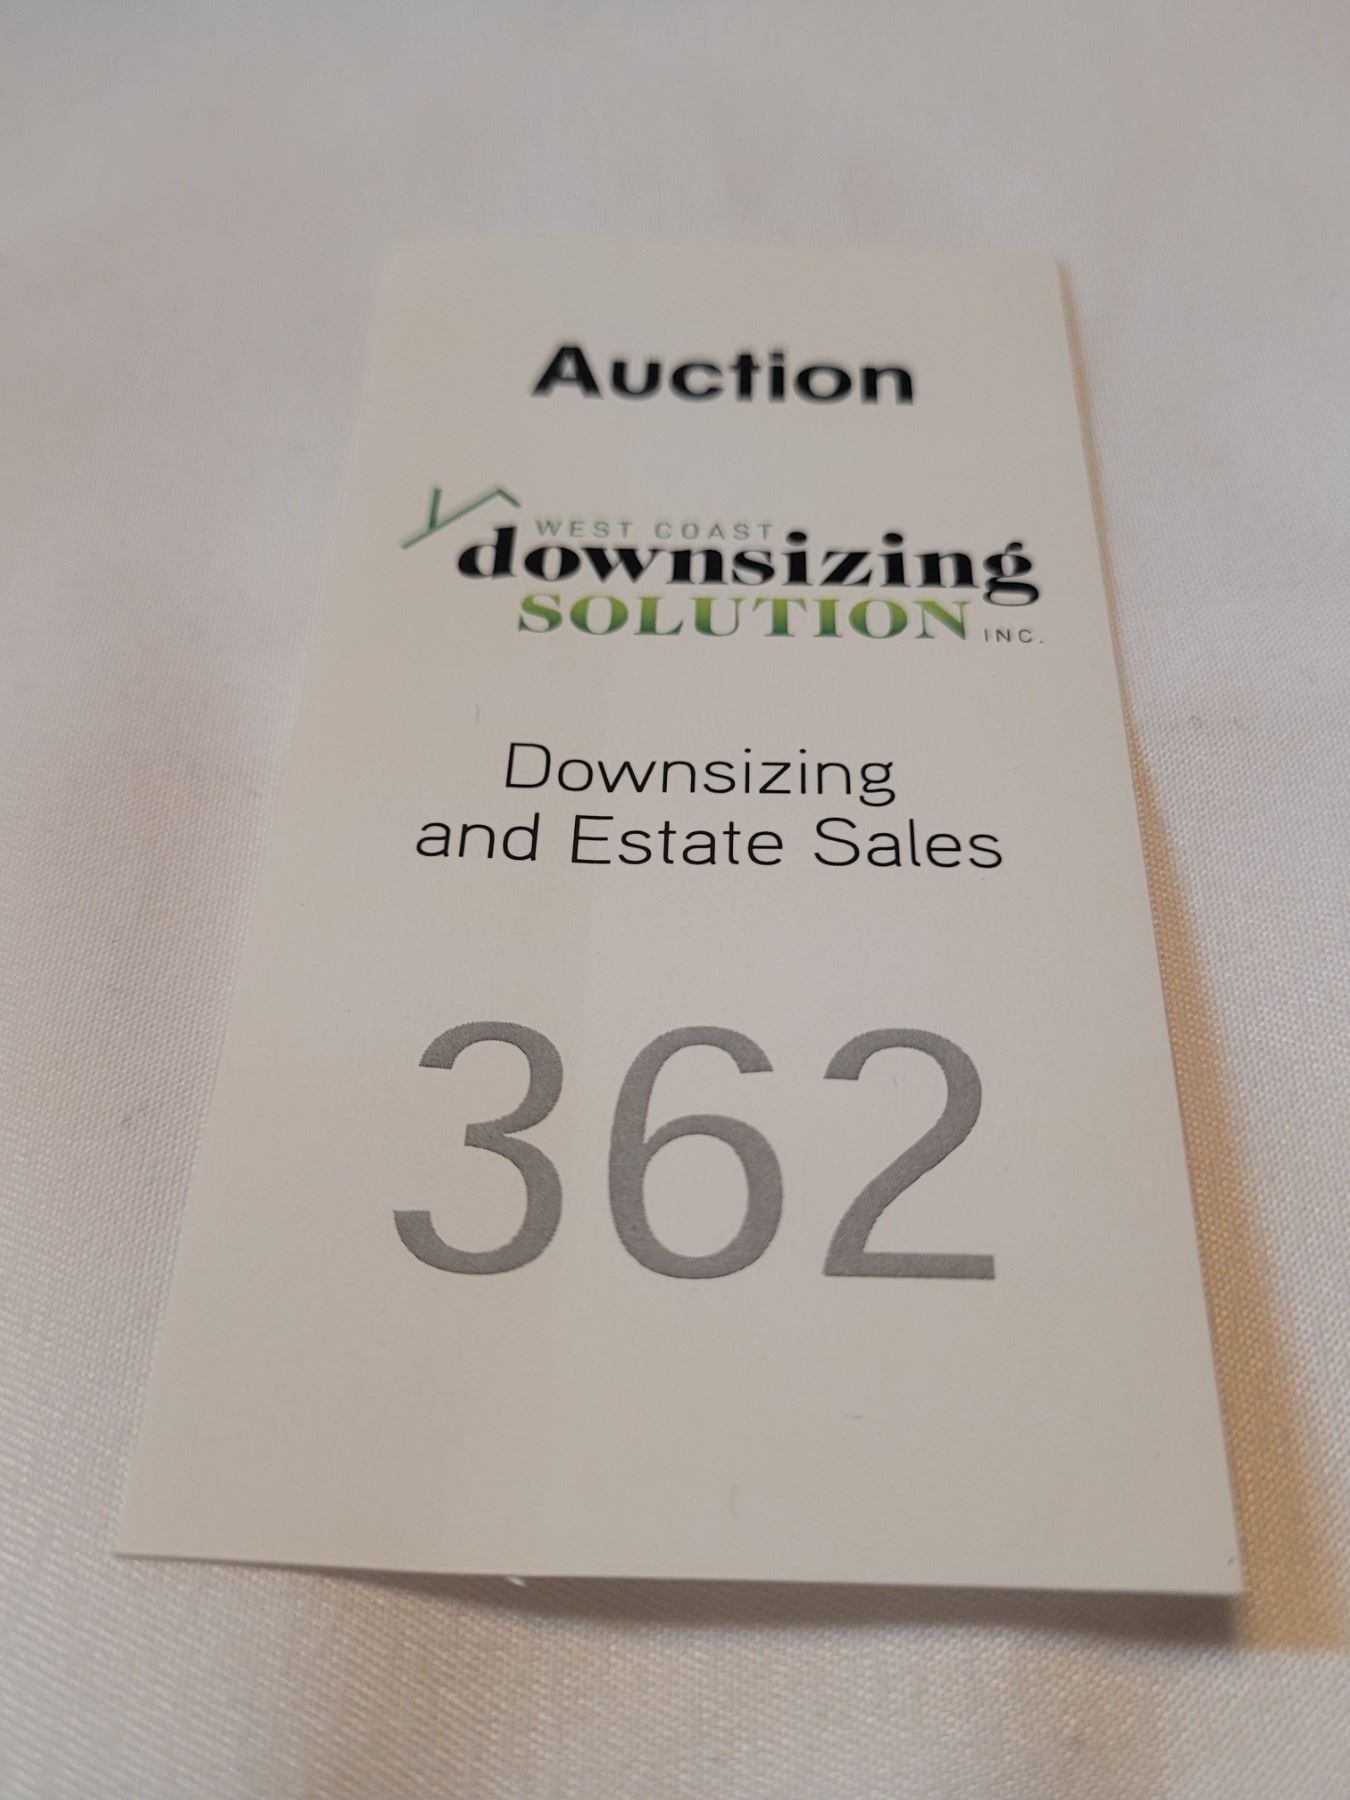 Auction
WEST COAST
downsizing
SOLUTION INC.
Downsizing
and Estate Sales
362